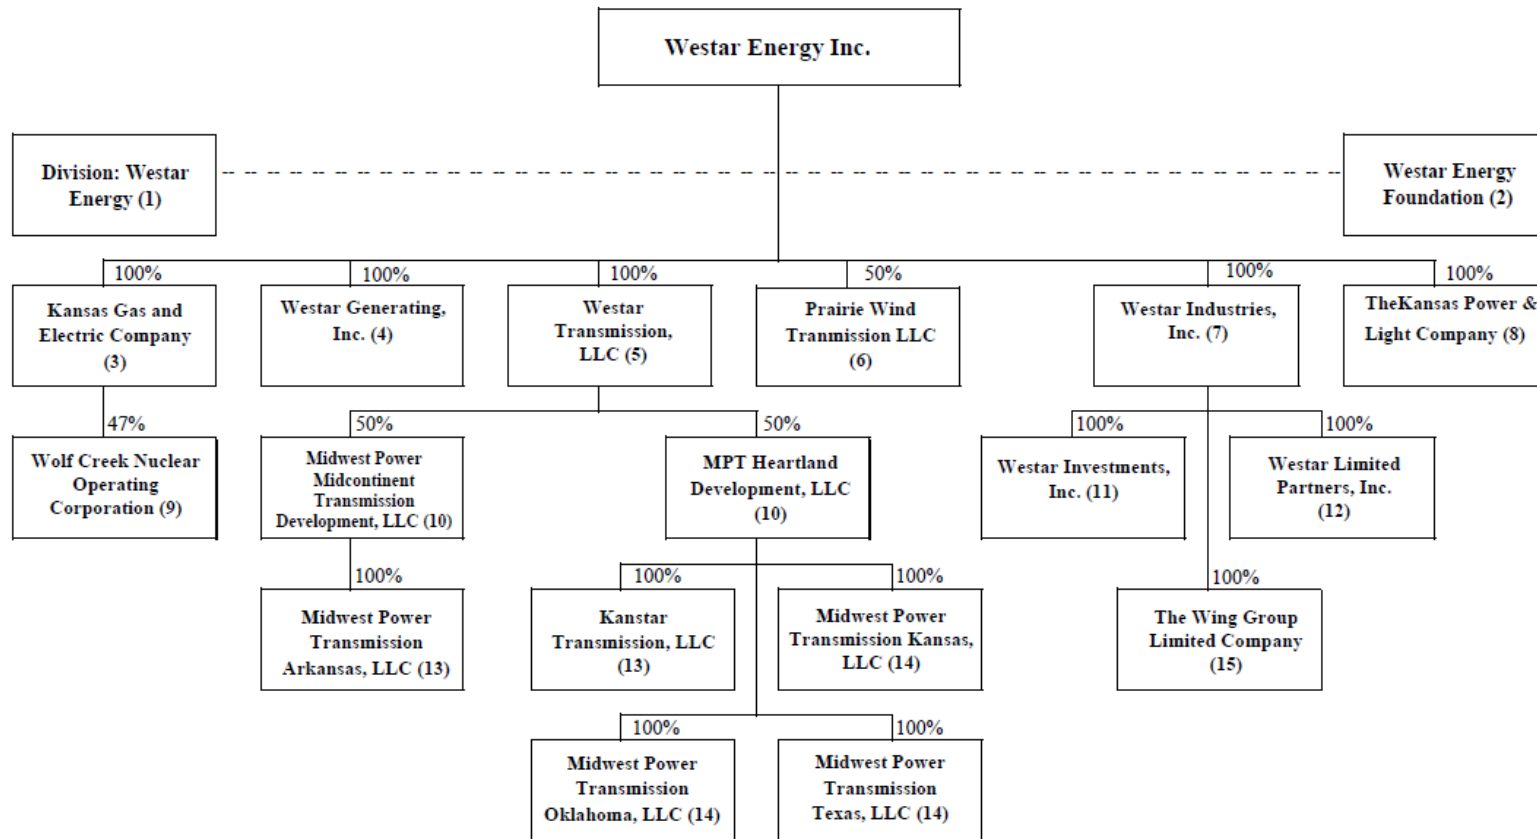 Westar Energy Inc.
Division: Westar
Energy (1)
Westar Energy
Foundation (2)
100%
100%
100%
50%
100%
100%
Kansas Gas and
Electric Company
(3)
Westar Generating,
Inc. (4)
Westar
Transmission,
LLC (5)
Prairie Wind
Tranmission LLC
(6)
Westar Industries,
Inc. (7)
TheKansas Power &
Light Company (8)
47%
50%
50%
100%
100%
Wolf Creek Nuclear
Operating
Corporation (9)
Midwest Power
Midcontinent
Transmission
Development, LLC (10)
MPT Heartland
Development, LLC
(10)
Westar Investments,
Inc. (11)
Westar Limited
Partners, Inc.
(12)
100%
100%
100%
100%
Midwest Power
Transmission
Arkansas, LLC (13)
Kanstar
Transmission, LLC
(13)
Midwest Power
Transmission Kansas,
LLC (14)
The Wing Group
Limited Company
(15)
100%
100%
Midwest Power
Transmission
Oklahoma, LLC (14)
Midwest Power
Transmission
Texas, LLC (14)